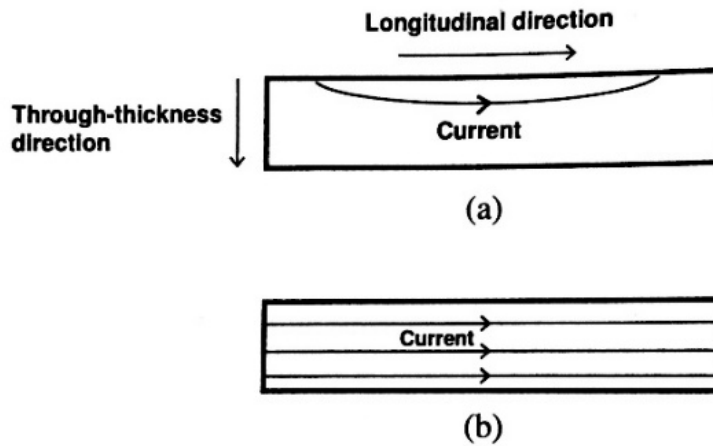 Longitudinal direction
Through-thickness
direction
Current
(a)
Current
(b)